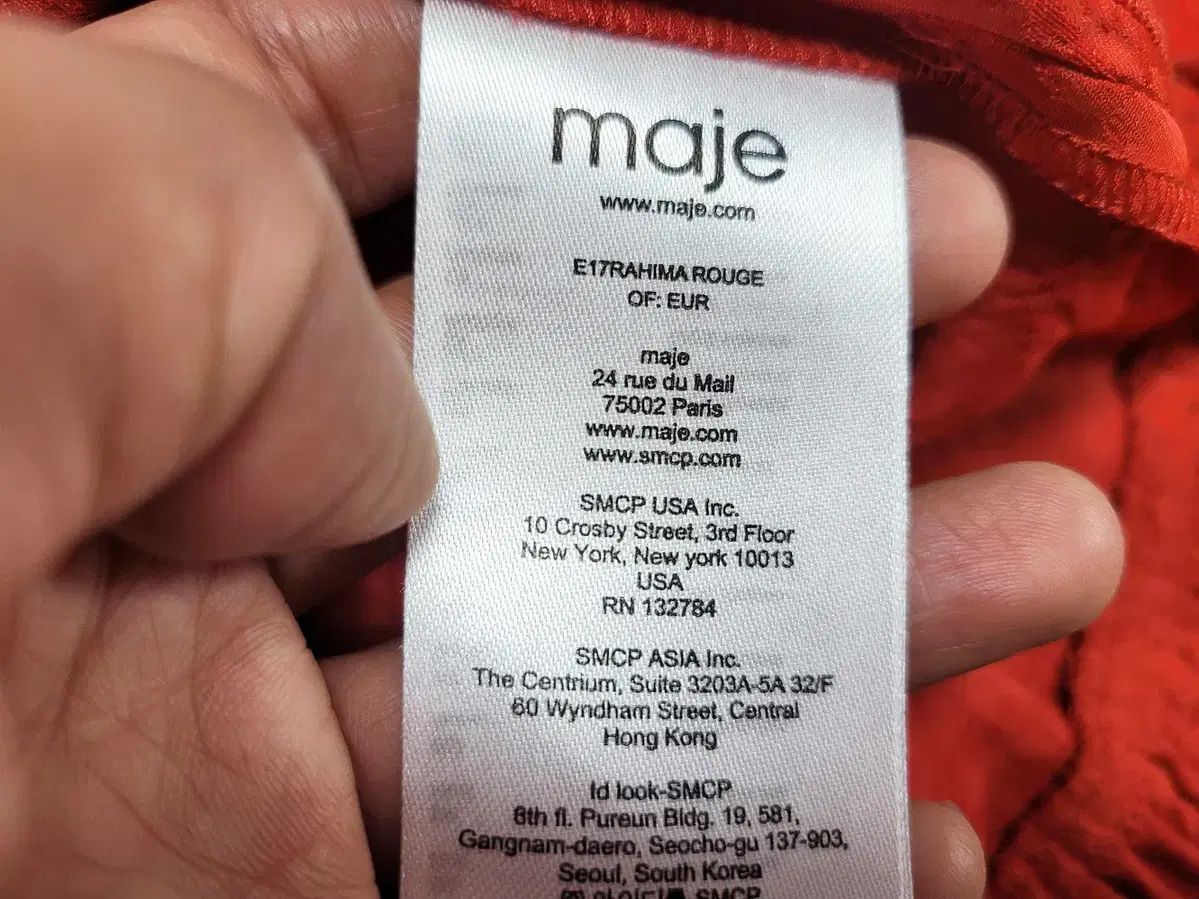 maje
www.maje.com
E17RAHIMA ROUGE
OF: EUR
maje
24 rue du Mail
75002 Paris
www.maje.com
www.smcp.com
SMCP USA Inc.
10 Crosby Street, 3rd Floor
New York, New york 10013
USA
RN 132784
SMCP ASIA Inc.
The Centrium, Suite 3203A-5A 32/F
60 Wyndham Street, Central
Hong Kong
Id look-SMCP
6th fl. Pureun Bldg. 19, 581,
Gangnam-daero, Seocho-gu 137-903,
Seoul, South Korea
SMCP